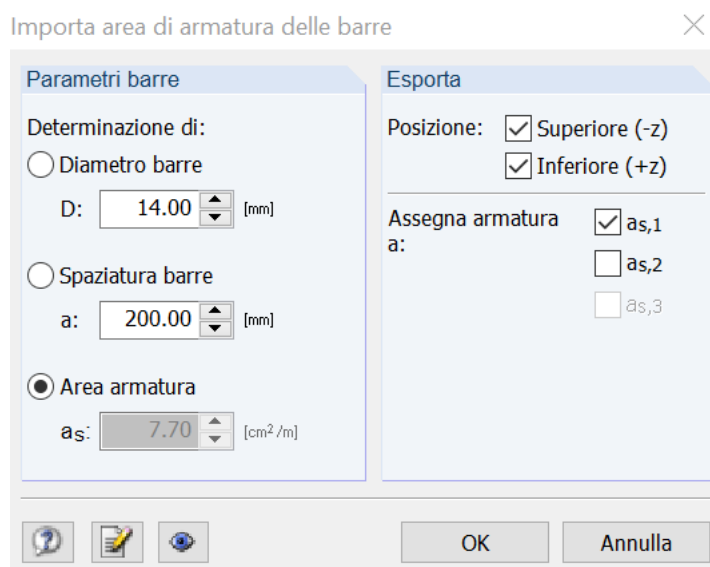 Importa area di armatura delle barre
Parametri barre
Determinazione di:
Diametro barre
D: 14.00 [mm]
Spaziatura barre
a: 200.00 [mm]
Area armatura
as: 7.70 [cm²/m]
Esporta
Posizione: Superiore (-z)
Inferiore (+z)
Assegna armatura
a:
as,1
as,2
as,3
OK Annulla